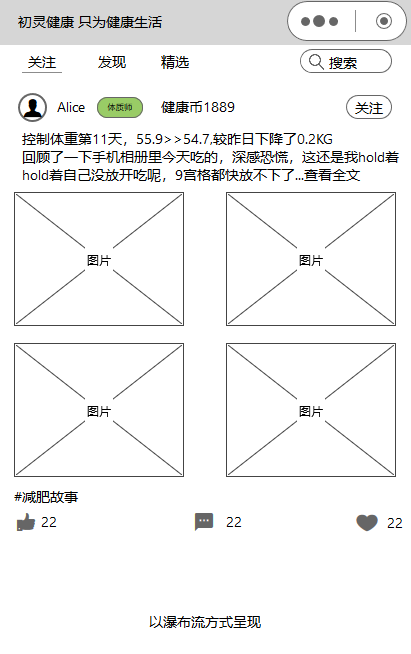 初灵健康 只为健康生活
关注 发现 精选 搜索
Alice 体质师 健康币1889 关注
控制体重第11天，55.9>>54.7,较昨日下降了0.2KG
回顾了一下手机相册里今天吃的，深感恐慌，这还是我hold着
hold着自己没放开吃呢，9宫格都快放不下了...查看全文
图片 图片
图片 图片
#减肥故事
22 22 22
以瀑布流方式呈现